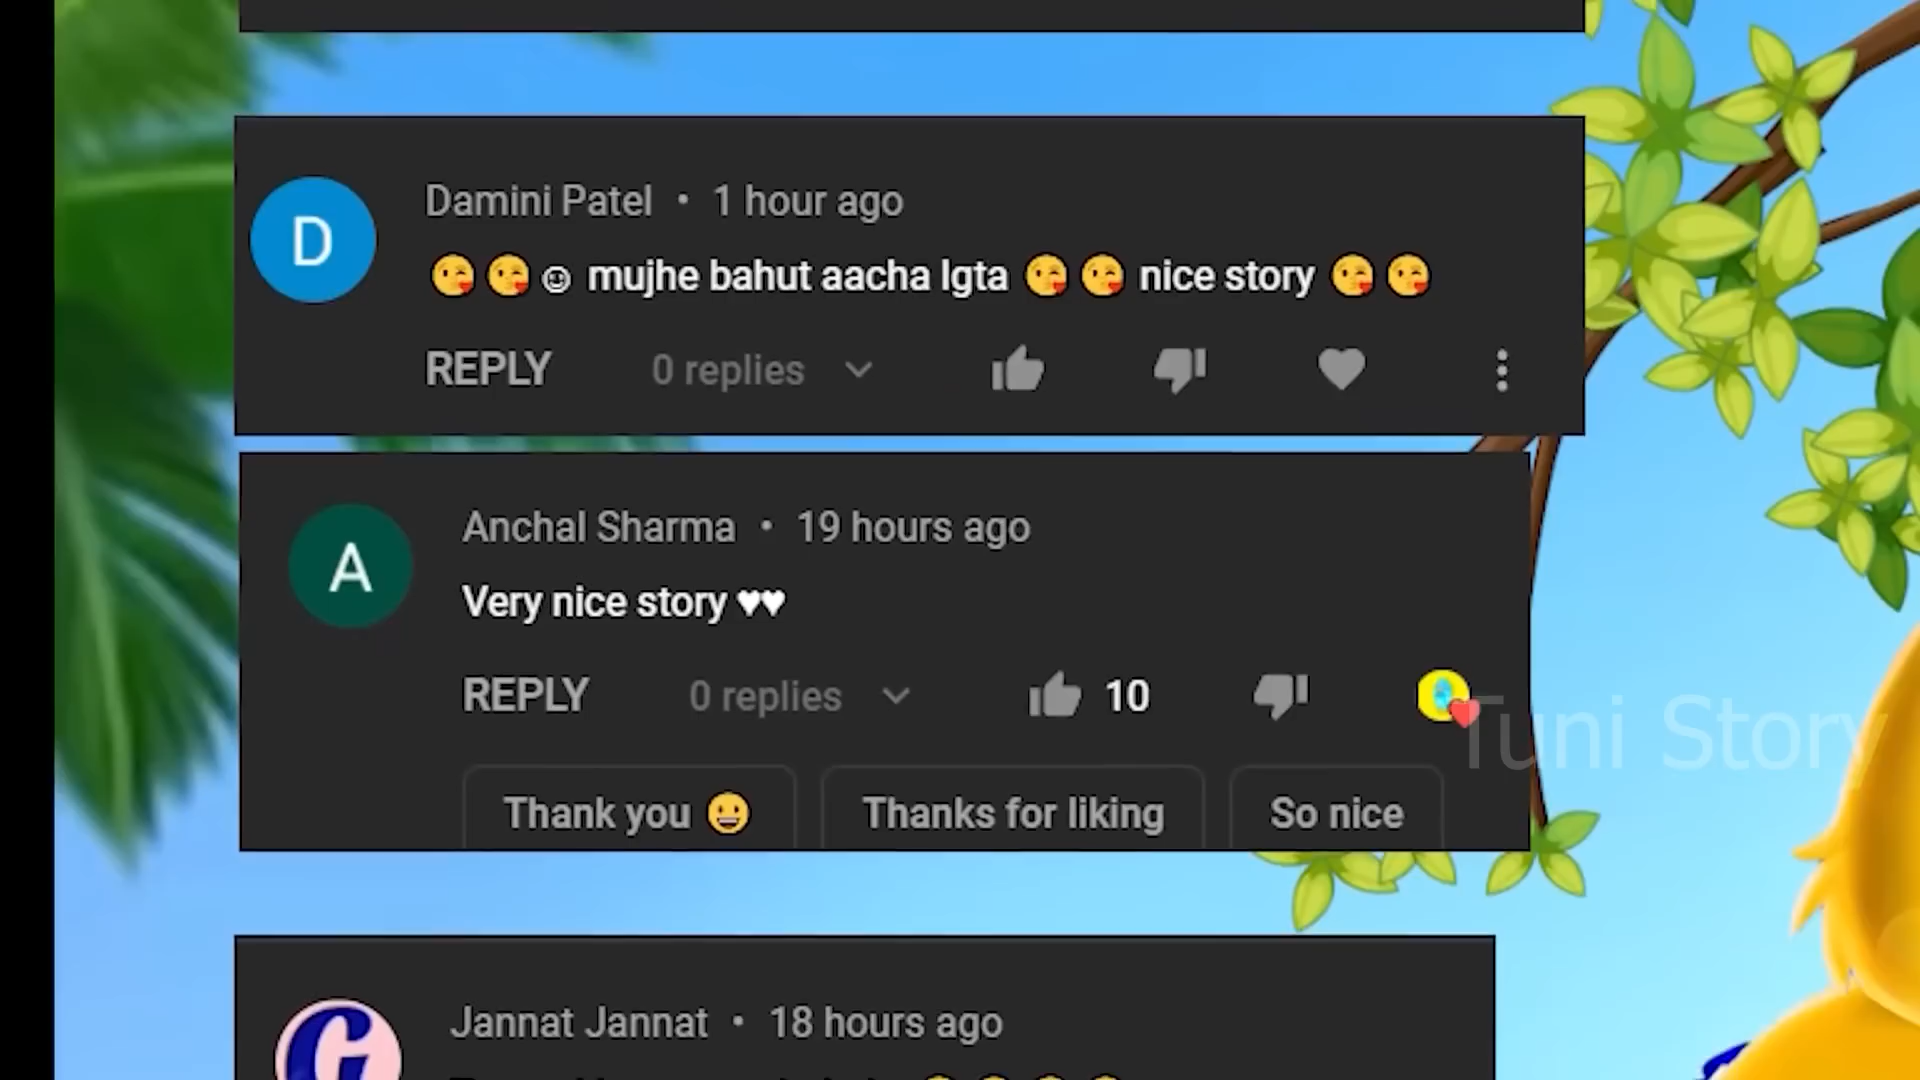 D
Damini Patel • 1 hour ago
😘😘☺ mujhe bahut aacha lgta 😘😘 nice story 😘😘
REPLY 0 replies
A
Anchal Sharma • 19 hours ago
Very nice story ♥♥
REPLY 0 replies 10
Tuni Story
Thank you 😀 Thanks for liking So nice
G
Jannat Jannat • 18 hours ago